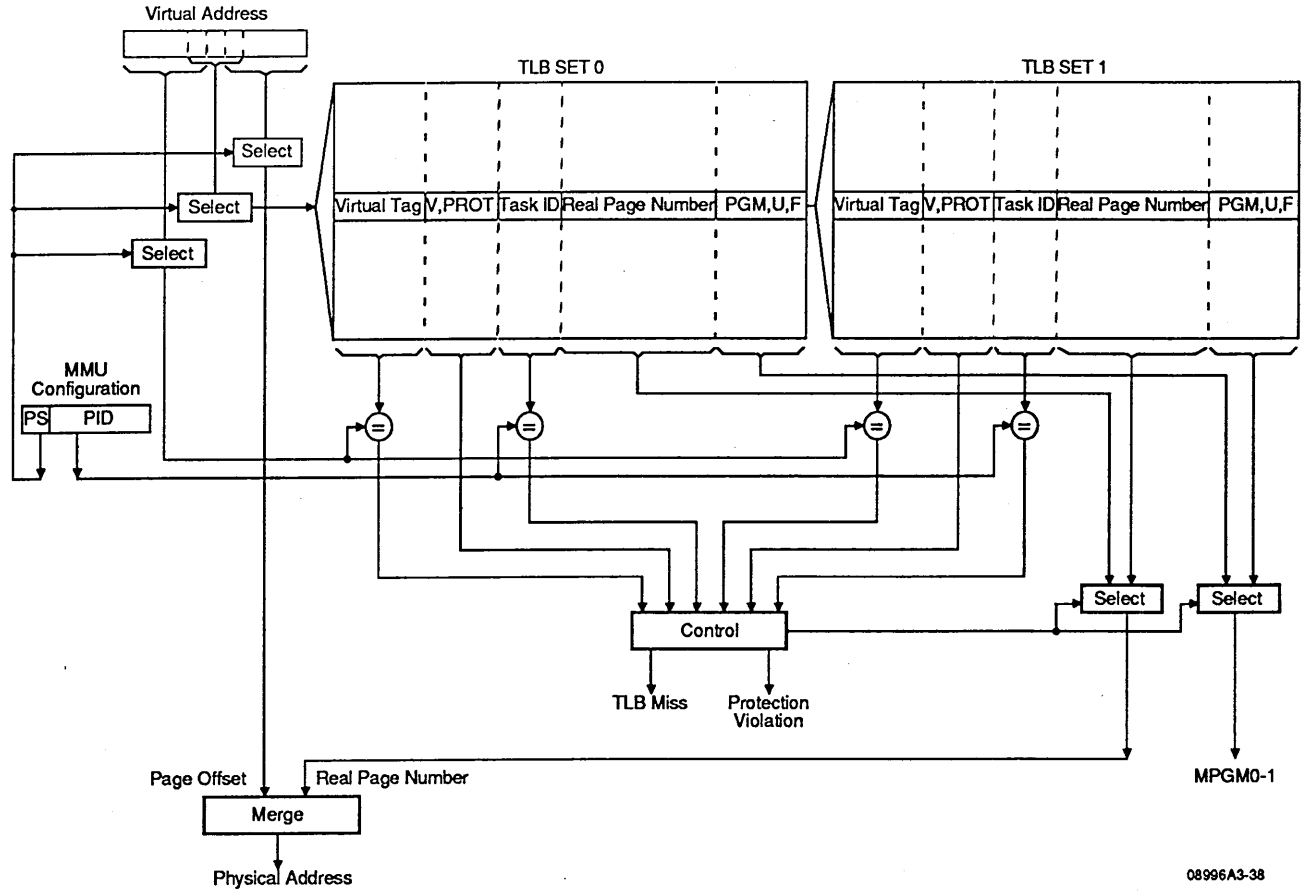 Virtual Address
TLB SET 0
TLB SET 1
Select
Select
Select
Virtual Tag V,PROT Task ID Real Page Number PGM,U,F
Virtual Tag V,PROT Task ID Real Page Number PGM,U,F
MMU
Configuration
PS PID
=
=
=
=
Select
Select
Control
TLB Miss
Protection
Violation
Page Offset
Real Page Number
MPGM0-1
Merge
Physical Address
08996A3-38